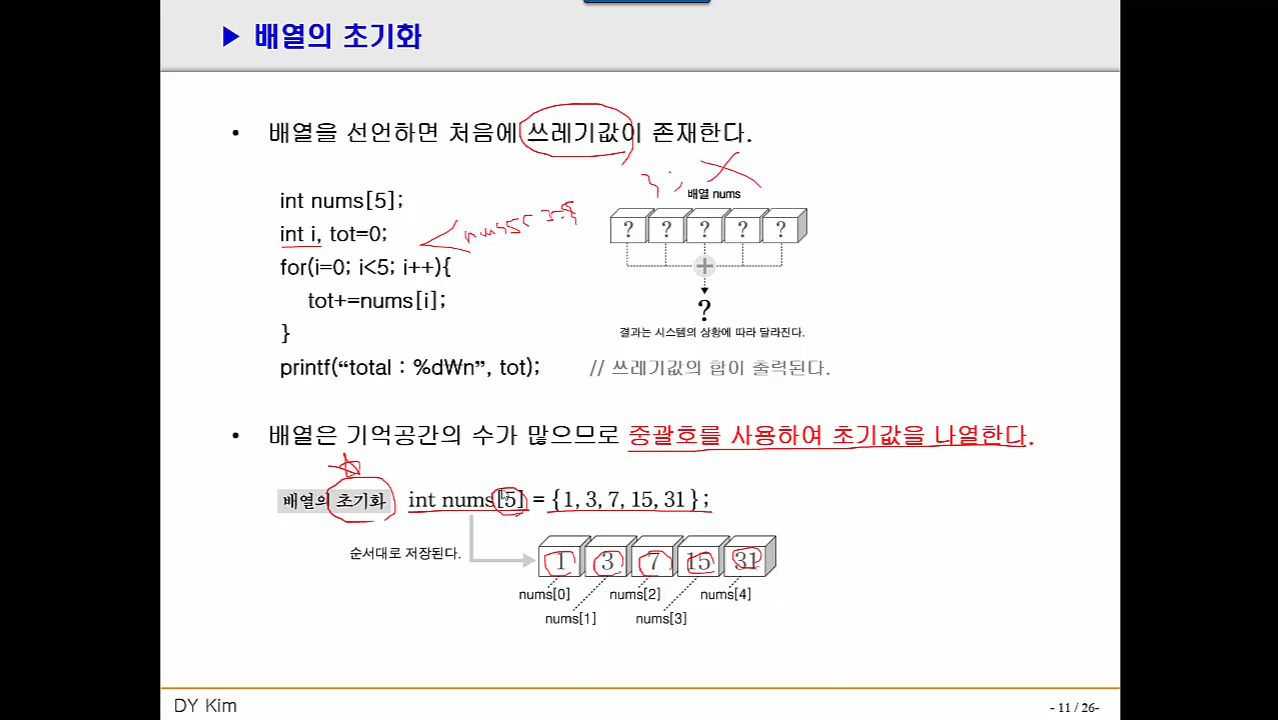 ▶ 배열의 초기화
• 배열을 선언하면 처음에 쓰레기값이 존재한다.
int nums[5];
int i, tot=0;
for(i=0; i<5; i++){
tot+=nums[i];
}
printf(“total : %d₩n”, tot);
배열 nums
? ? ? ? ?
+
?
결과는 시스템의 상황에 따라 달라진다.
// 쓰레기값의 합이 출력된다.
• 배열은 기억공간의 수가 많으므로 중괄호를 사용하여 초기값을 나열한다.
배열의 초기화 int nums[5] = {1, 3, 7, 15, 31};
순서대로 저장된다.
1 3 7 15 31
nums[0] nums[2] nums[4]
nums[1] nums[3]
DY Kim
- 11 / 26-